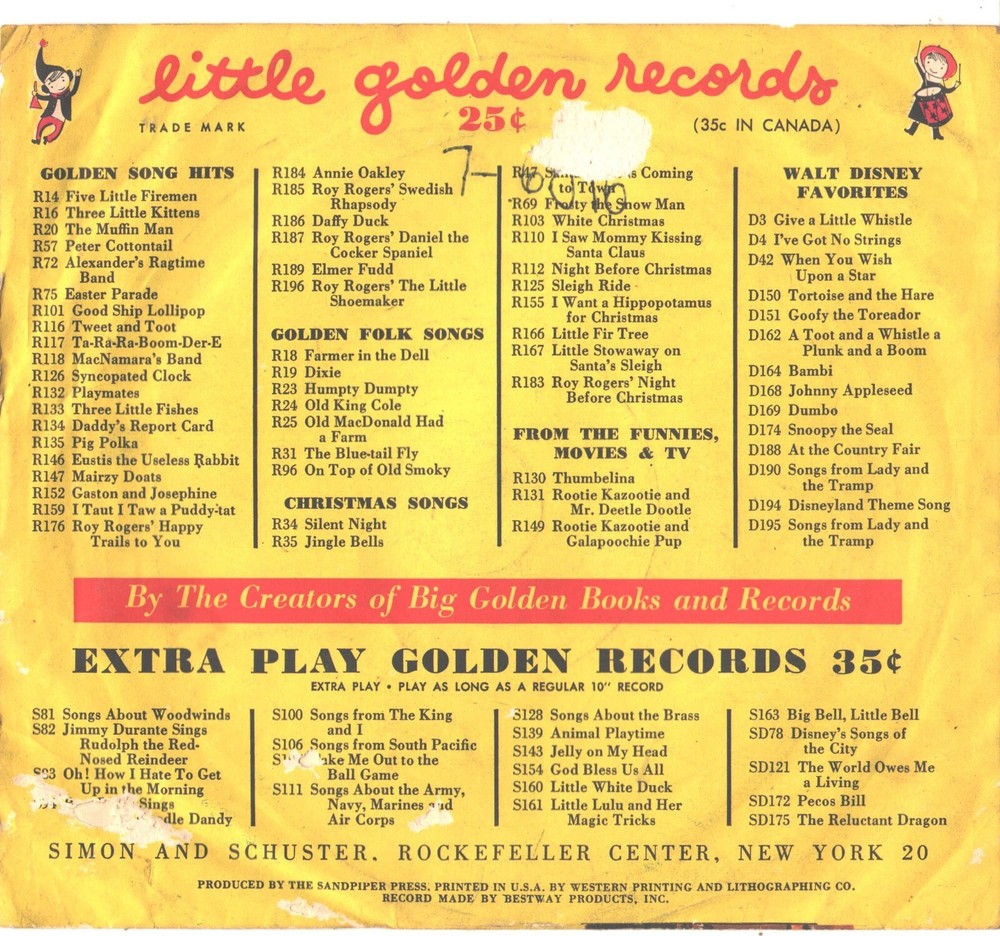 little golden records
TRADE MARK
25¢
(35c IN CANADA)
7-6
GOLDEN SONG HITS
R14 Five Little Firemen
R16 Three Little Kittens
R20 The Muffin Man
R57 Peter Cottontail
R72 Alexander's Ragtime
Band
R75 Easter Parade
R101 Good Ship Lollipop
R116 Tweet and Toot
R117 Ta-Ra-Ra-Boom-Der-E
R118 MacNamara's Band
R126 Syncopated Clock
R132 Playmates
R133 Three Little Fishes
R134 Daddy's Report Card
R135 Pig Polka
R146 Eustis the Useless Rabbit
R147 Mairzy Doats
R152 Gaston and Josephine
R159 I Taut I Taw a Puddy-tat
R176 Roy Rogers' Happy
Trails to You
R184 Annie Oakley
R185 Roy Rogers' Swedish
Rhapsody
R186 Daffy Duck
R187 Roy Rogers' Daniel the
Cocker Spaniel
R189 Elmer Fudd
R196 Roy Rogers' The Little
Shoemaker
GOLDEN FOLK SONGS
R18 Farmer in the Dell
R19 Dixie
R23 Humpty Dumpty
R24 Old King Cole
R25 Old MacDonald Had
a Farm
R31 The Blue-tail Fly
R96 On Top of Old Smoky
CHRISTMAS SONGS
R34 Silent Night
R35 Jingle Bells
R47 Coming
to Town
R69 Frosty the Snow Man
R103 White Christmas
R110 I Saw Mommy Kissing
Santa Claus
R112 Night Before Christmas
R125 Sleigh Ride
R155 I Want a Hippopotamus
for Christmas
R166 Little Fir Tree
R167 Little Stowaway on
Santa's Sleigh
R183 Roy Rogers' Night
Before Christmas
FROM THE FUNNIES,
MOVIES & TV
R130 Thumbelina
R131 Rootie Kazootie and
Mr. Deetle Dootle
R149 Rootie Kazootie and
Galapoochie Pup
WALT DISNEY
FAVORITES
D3 Give a Little Whistle
D4 I've Got No Strings
D42 When You Wish
Upon a Star
D150 Tortoise and the Hare
D151 Goofy the Toreador
D162 A Toot and a Whistle a
Plunk and a Boom
D164 Bambi
D168 Johnny Appleseed
D169 Dumbo
D174 Snoopy the Seal
D188 At the Country Fair
D190 Songs from Lady and
the Tramp
D194 Disneyland Theme Song
D195 Songs from Lady and
the Tramp
By The Creators of Big Golden Books and Records
EXTRA PLAY GOLDEN RECORDS 35¢
EXTRA PLAY • PLAY AS LONG AS A REGULAR 10" RECORD
S81 Songs About Woodwinds
S82 Jimmy Durante Sings
Rudolph the Red-
Nosed Reindeer
S83 Oh! How I Hate To Get
Up in the Morning
Sings
Dandy
S100 Songs from The King
and I
S106 Songs from South Pacific
Me Out to the
Ball Game
S111 Songs About the Army,
Navy, Marines and
Air Corps
S128 Songs About the Brass
S139 Animal Playtime
S143 Jelly on My Head
S154 God Bless Us All
S160 Little White Duck
S161 Little Lulu and Her
Magic Tricks
S163 Big Bell, Little Bell
SD78 Disney's Songs of
the City
SD121 The World Owes Me
a Living
SD172 Pecos Bill
SD175 The Reluctant Dragon
SIMON AND SCHUSTER, ROCKEFELLER CENTER, NEW YORK 20
PRODUCED BY THE SANDPIPER PRESS. PRINTED IN U.S.A. BY WESTERN PRINTING AND LITHOGRAPHING CO.
RECORD MADE BY BESTWAY PRODUCTS, INC.